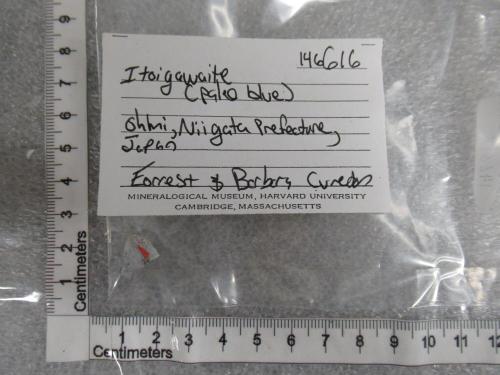 146616
Itoigawaite
(pale blue)
Ohmi, Niigata Prefecture,
Japan
Forrest & Barbara Cureton
MINERALOGICAL MUSEUM, HARVARD UNIVERSITY
CAMBRIDGE, MASSACHUSETTS
9
8
7
6
5
4
3
2
1
Centimeters
1 2 3 4 5 6 7 8 9 10 11 12
Centimeters